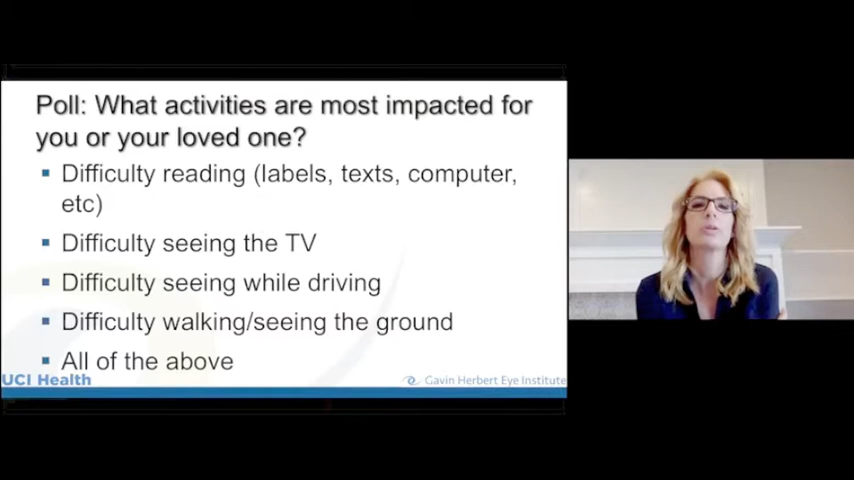 Poll: What activities are most impacted for
you or your loved one?
Difficulty reading (labels, texts, computer,
etc)
Difficulty seeing the TV
Difficulty seeing while driving
Difficulty walking/seeing the ground
All of the above
UCI Health
Gavin Herbert Eye Institute